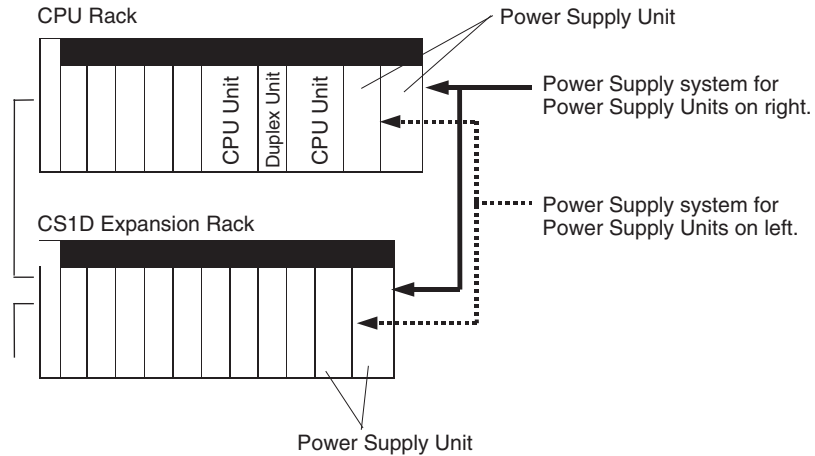 CPU Rack
Power Supply Unit
CPU Unit
Duplex Unit
CPU Unit
Power Supply system for
Power Supply Units on right.
Power Supply system for
Power Supply Units on left.
CS1D Expansion Rack
Power Supply Unit